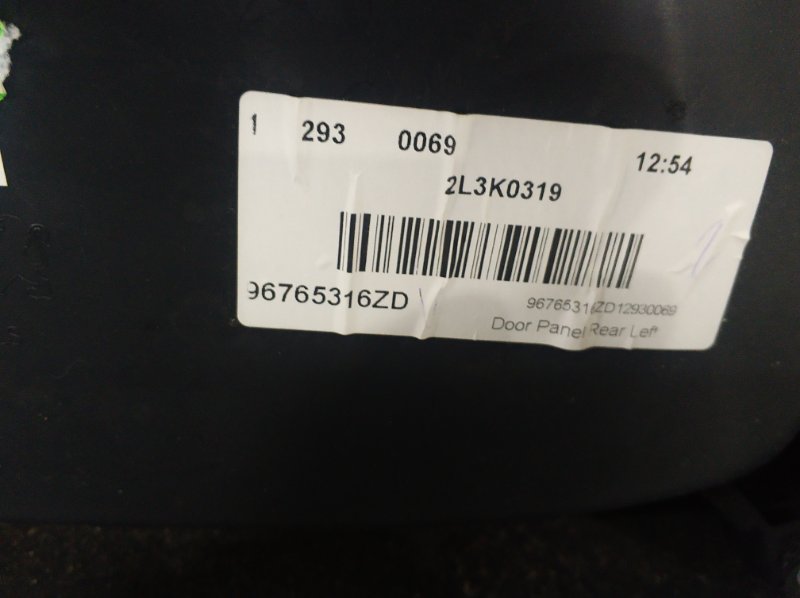 1 293 0069 12:54
2L3K0319
96765316ZD
96765316ZD12930069
Door Panel Rear Left